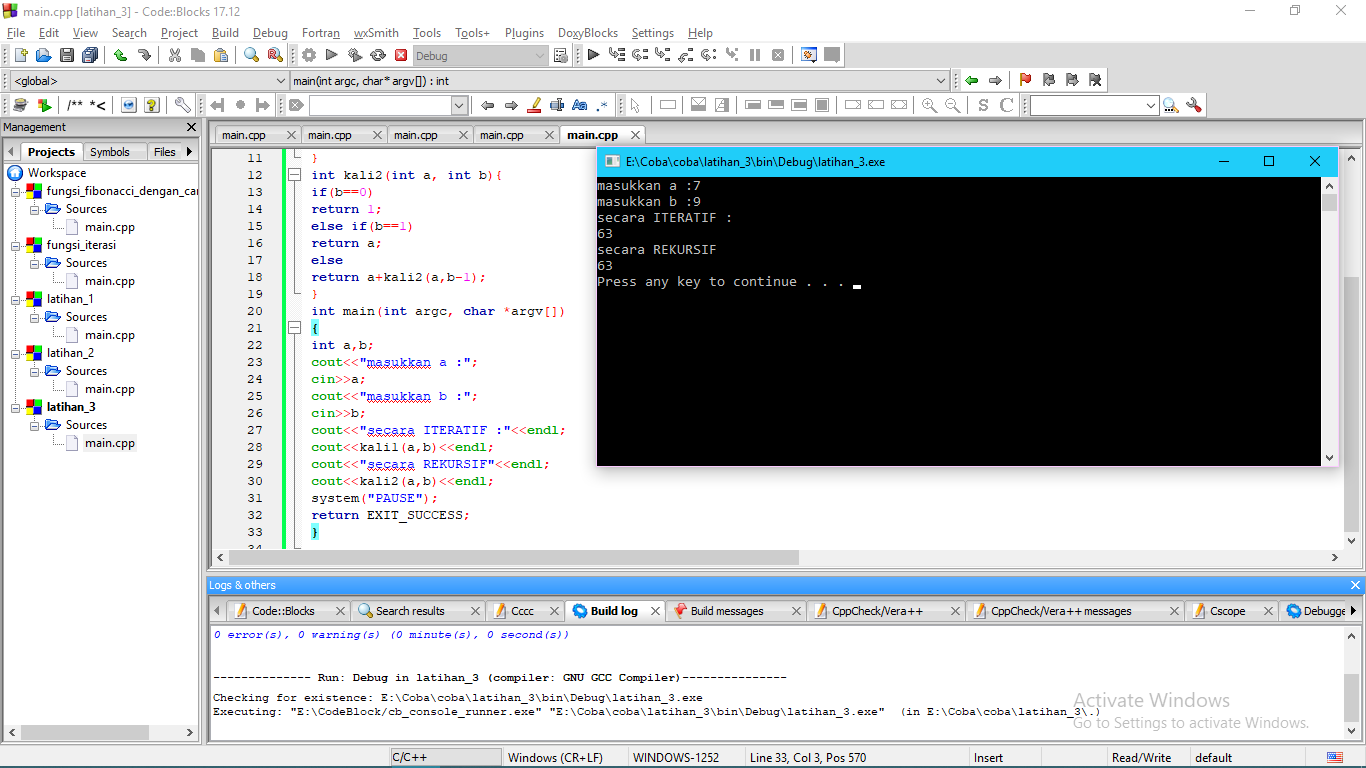 main.cpp [latihan_3] - Code::Blocks 17.12
File Edit View Search Project Build Debug Fortran wxSmith Tools Tools+ Plugins DoxyBlocks Settings Help
Debug
<global> main(int argc, char* argv[]) : int
/** *<
Aa .*
S C
Management
main.cpp main.cpp main.cpp main.cpp main.cpp
Projects Symbols Files
Workspace
fungsi_fibonacci_dengan_car
Sources
main.cpp
fungsi_iterasi
Sources
main.cpp
latihan_1
Sources
main.cpp
latihan_2
Sources
main.cpp
latihan_3
Sources
main.cpp
11 }
12 int kali2(int a, int b){
13 if(b==0)
14 return 1;
15 else if(b==1)
16 return a;
17 else
18 return a+kali2(a,b-1);
19 }
20 int main(int argc, char *argv[])
21 {
22 int a,b;
23 cout<<"masukkan a :";
24 cin>>a;
25 cout<<"masukkan b :";
26 cin>>b;
27 cout<<"secara ITERATIF :"<<endl;
28 cout<<kali1(a,b)<<endl;
29 cout<<"secara REKURSIF"<<endl;
30 cout<<kali2(a,b)<<endl;
31 system("PAUSE");
32 return EXIT_SUCCESS;
33 }
34
E:\Coba\coba\latihan_3\bin\Debug\latihan_3.exe
masukkan a :7
masukkan b :9
secara ITERATIF :
63
secara REKURSIF
63
Press any key to continue . . .
Logs & others
Code::Blocks Search results Cccc Build log Build messages CppCheck/Vera++ CppCheck/Vera++ messages Cscope Debugge
0 error(s), 0 warning(s) (0 minute(s), 0 second(s))
-------------- Run: Debug in latihan_3 (compiler: GNU GCC Compiler)---------------
Checking for existence: E:\Coba\coba\latihan_3\bin\Debug\latihan_3.exe
Executing: "E:\CodeBlock/cb_console_runner.exe" "E:\Coba\coba\latihan_3\bin\Debug\latihan_3.exe" (in E:\Coba\coba\latihan_3\.)
Activate Windows
Go to Settings to activate Windows.
C/C++ Windows (CR+LF) WINDOWS-1252 Line 33, Col 3, Pos 570 Insert Read/Write default